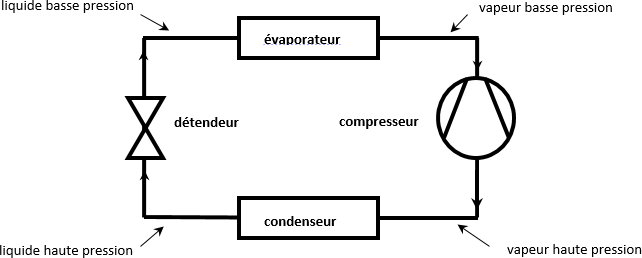 liquide basse pression
vapeur basse pression
évaporateur
détendeur
compresseur
condenseur
liquide haute pression
vapeur haute pression